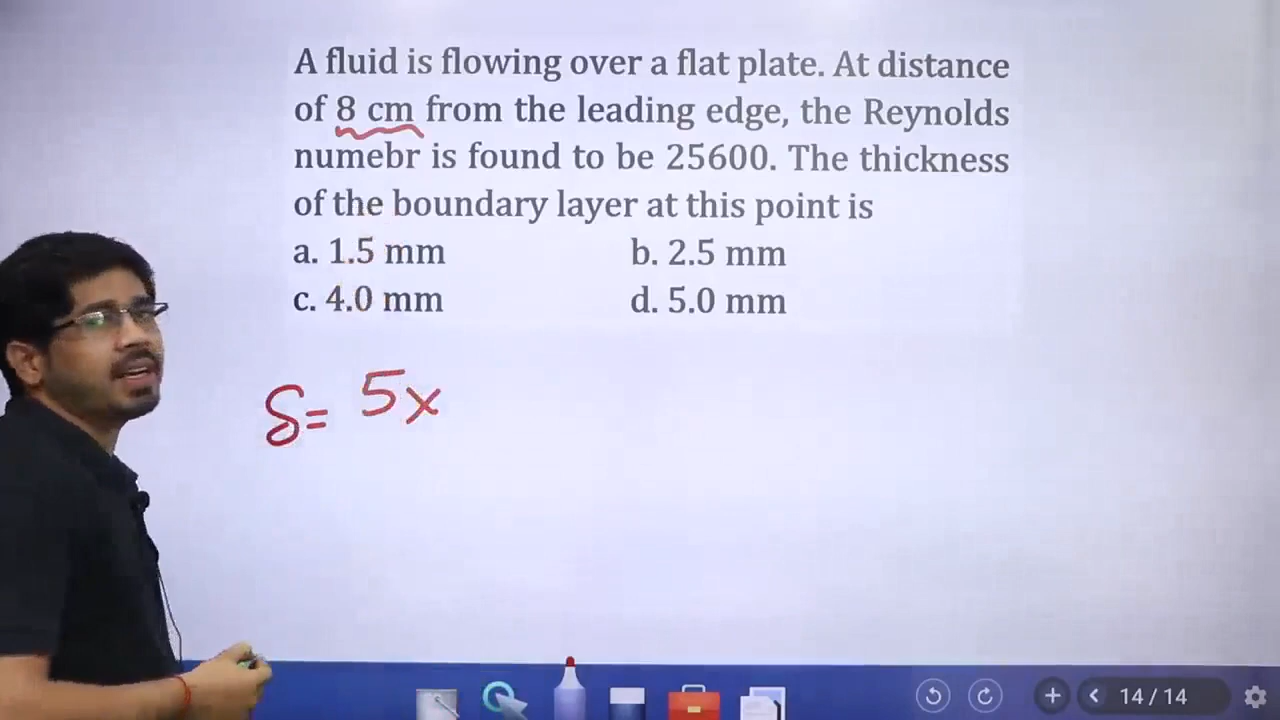 A fluid is flowing over a flat plate. At distance
of 8 cm from the leading edge, the Reynolds
numebr is found to be 25600. The thickness
of the boundary layer at this point is
a. 1.5 mm b. 2.5 mm
c. 4.0 mm d. 5.0 mm
δ= 5x
14 / 14